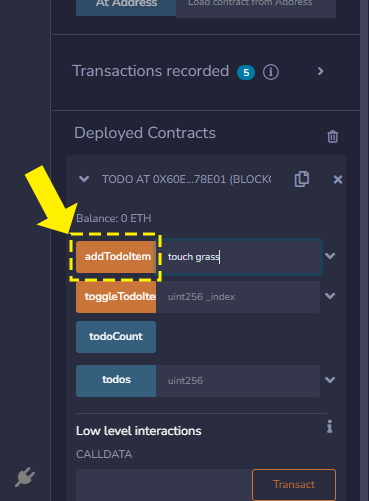 At Address
Load contract from Address
Transactions recorded 5 i
Deployed Contracts
TODO AT 0X60E...78E01 (BLOCK
Balance: 0 ETH
addTodoItem touch grass
toggleTodoIte uint256 _index
todoCount
todos uint256
Low level interactions i
CALLDATA
Transact